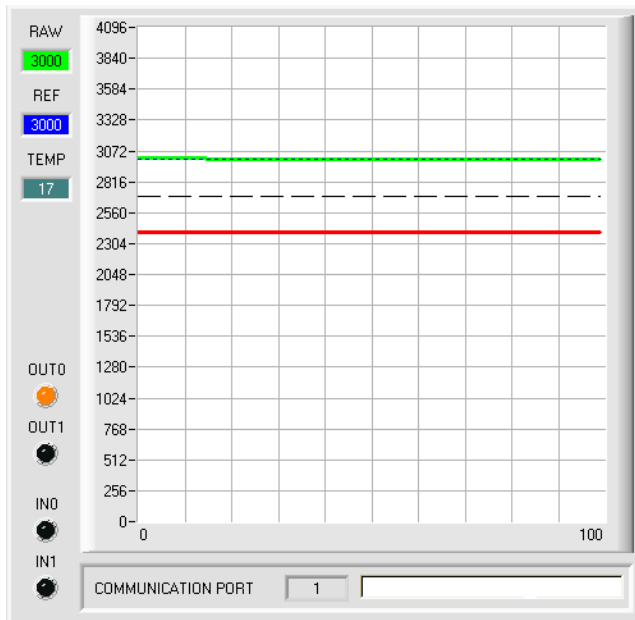 RAW
3000
REF
3000
TEMP
17
4096
3840
3584
3328
3072
2816
2560
2304
2048
1792
1536
1280
1024
768
512
256
0
0 100
OUT0
OUT1
IN0
IN1
COMMUNICATION PORT 1